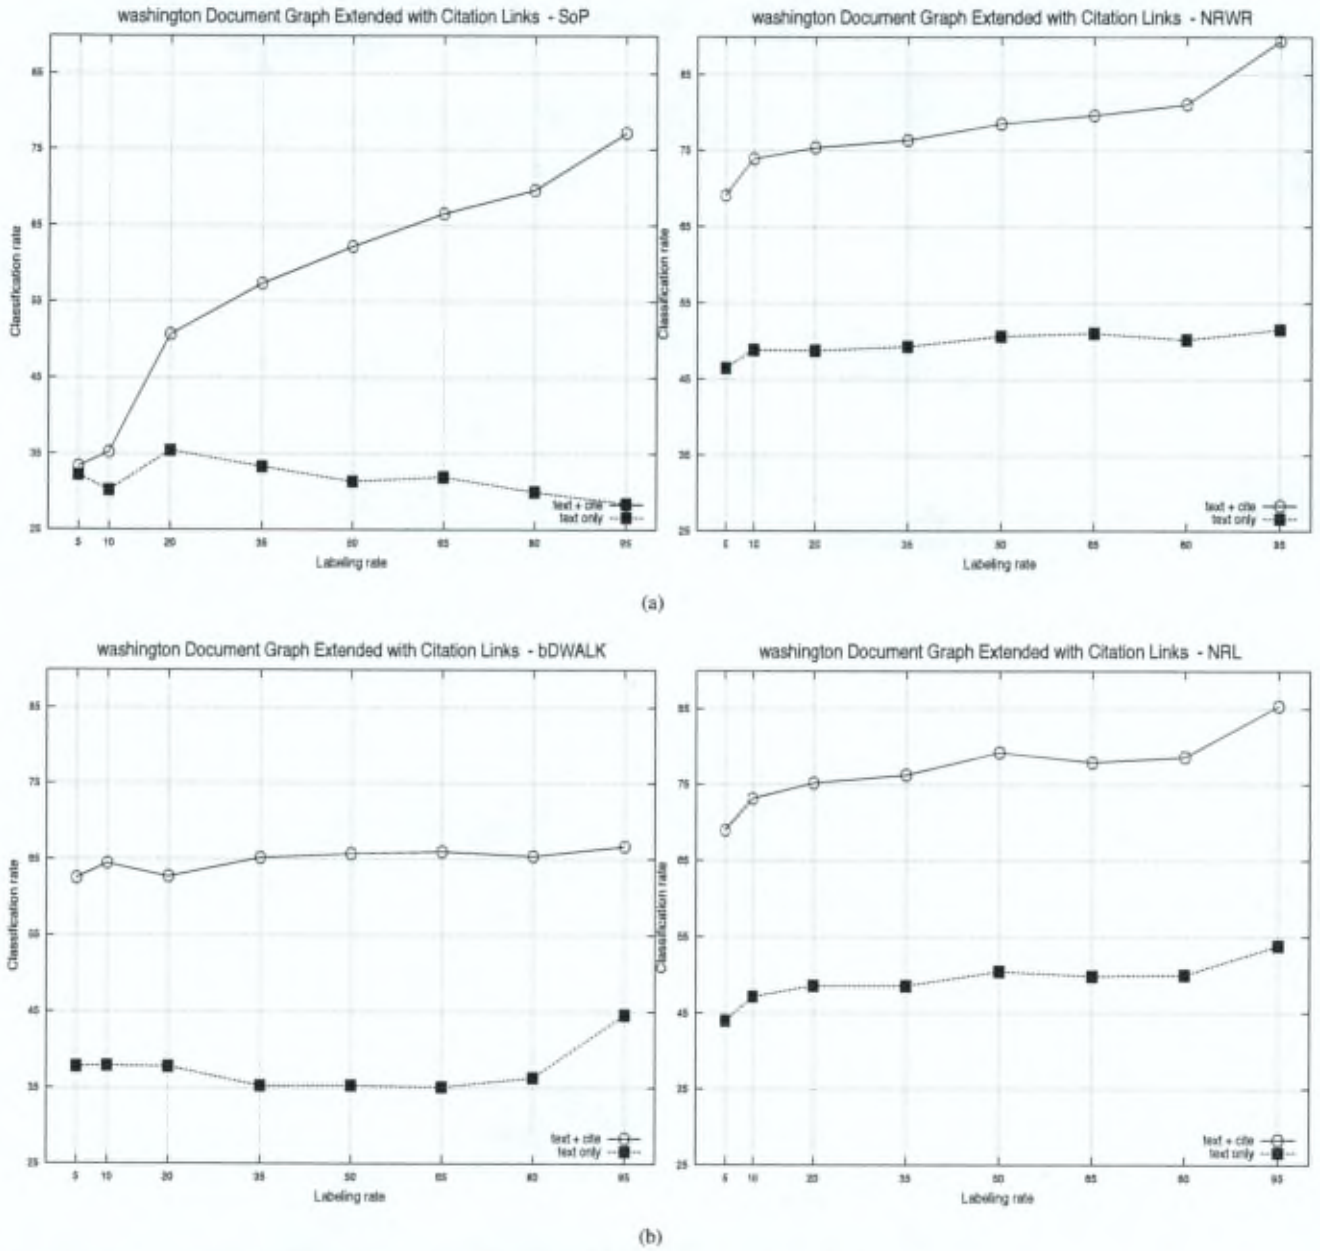 washington Document Graph Extended with Citation Links - SoP
85
75
65
55
45
35
25
5 10 20 35 50 65 80 95
Classification rate
Labeling rate
text + cite
text only
washington Document Graph Extended with Citation Links - NRWR
85
75
65
55
45
35
25
5 10 20 35 50 65 80 95
Classification rate
Labeling rate
text + cite
text only
(a)
washington Document Graph Extended with Citation Links - bDWALK
85
75
65
55
45
35
25
5 10 20 35 50 65 80 95
Classification rate
Labeling rate
text + cite
text only
washington Document Graph Extended with Citation Links - NRL
85
75
65
55
45
35
25
5 10 20 35 50 65 80 95
Classification rate
Labeling rate
text + cite
text only
(b)